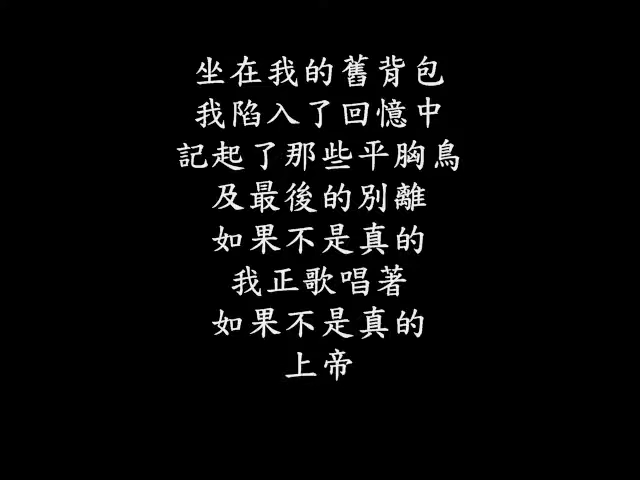 坐在我的舊背包
我陷入了回憶中
記起了那些平胸鳥
及最後的別離
如果不是真的
我正歌唱著
如果不是真的
上帝